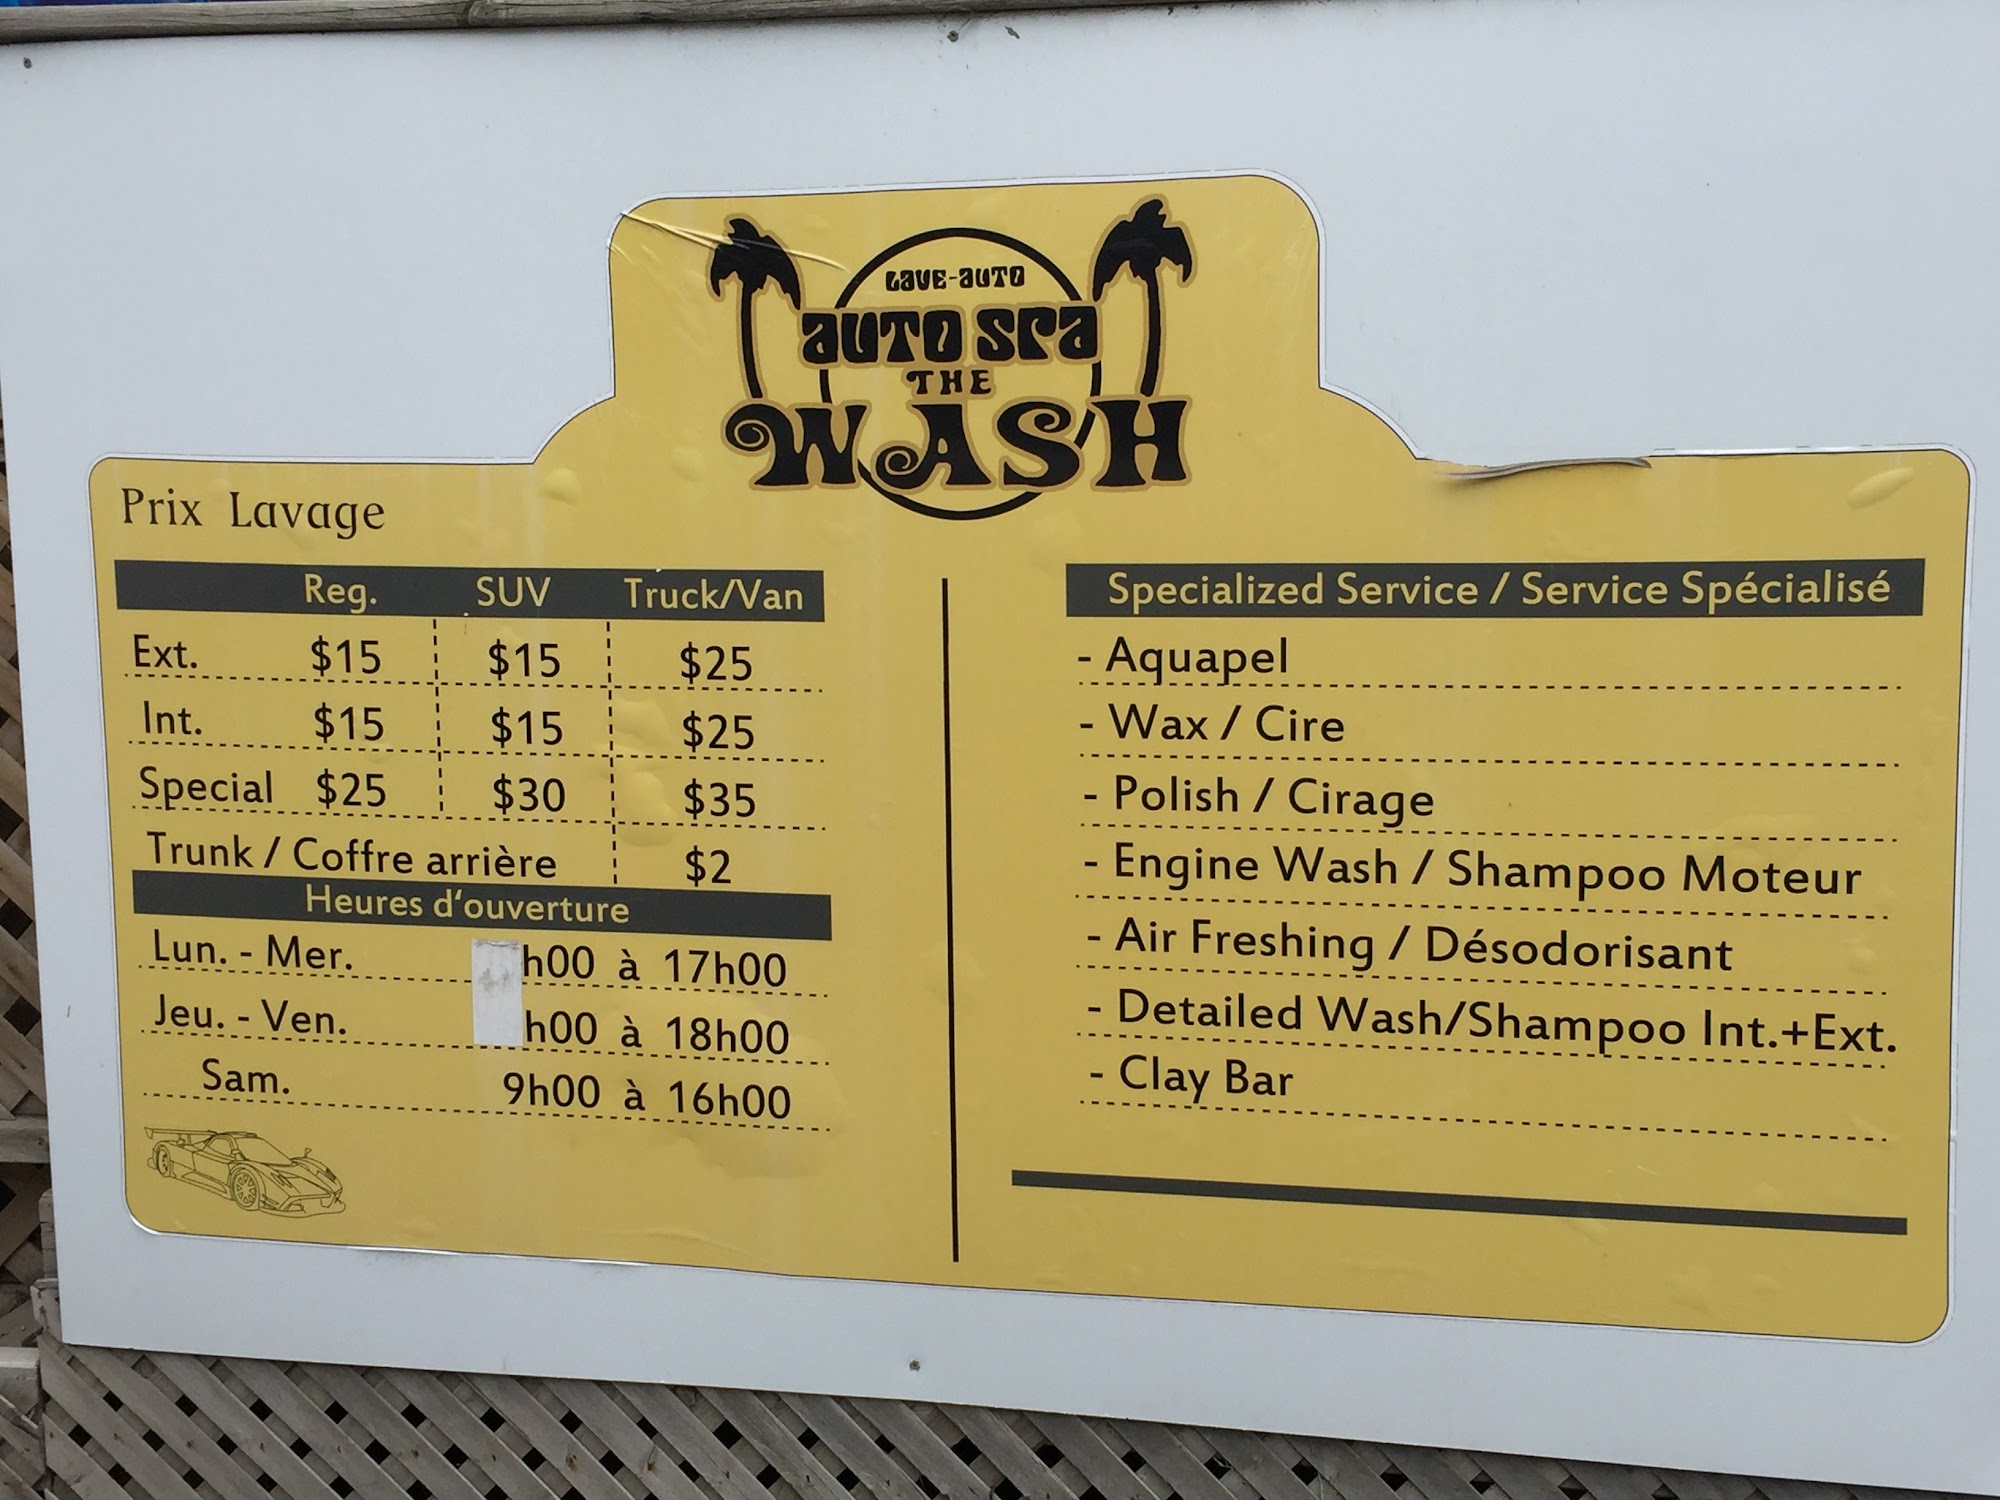 LAVE-AUTO
AUTO SPA
THE
WASH
Prix Lavage
Reg. SUV Truck/Van
Ext. $15 $15 $25
Int. $15 $15 $25
Special $25 $30 $35
Trunk / Coffre arrière $2
Heures d'ouverture
Lun. - Mer. h00 à 17h00
Jeu. - Ven. h00 à 18h00
Sam. 9h00 à 16h00
Specialized Service / Service Spécialisé
- Aquapel
- Wax / Cire
- Polish / Cirage
- Engine Wash / Shampoo Moteur
- Air Freshing / Désodorisant
- Detailed Wash/Shampoo Int.+Ext.
- Clay Bar